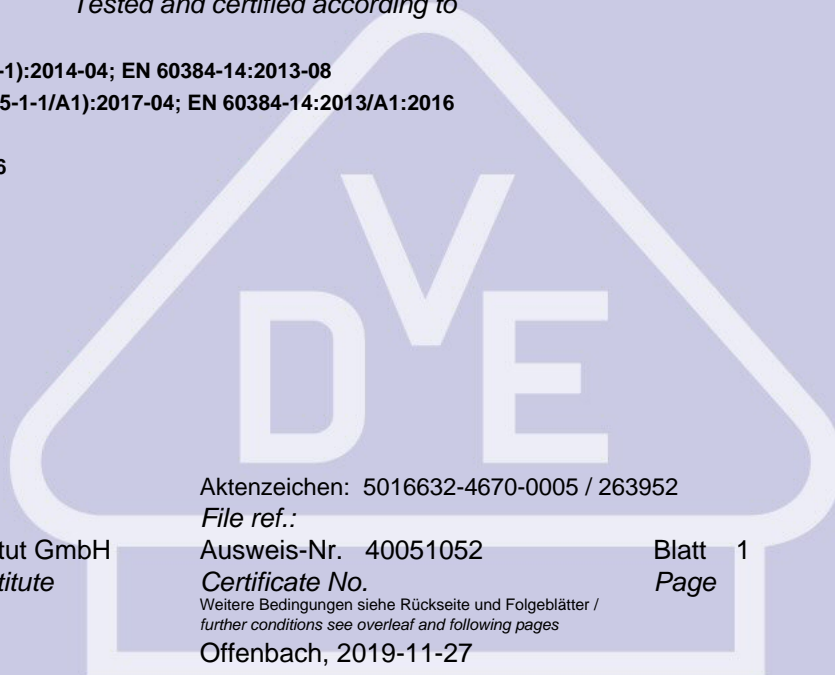 Tested and certified according to
-1):2014-04; EN 60384-14:2013-08
5-1-1/A1):2017-04; EN 60384-14:2013/A1:2016
6
VDE
Aktenzeichen: 5016632-4670-0005 / 263952
File ref.:
tut GmbH Ausweis-Nr. 40051052 Blatt 1
titute Certificate No. Page
Weitere Bedingungen siehe Rückseite und Folgeblätter /
further conditions see overleaf and following pages
Offenbach, 2019-11-27